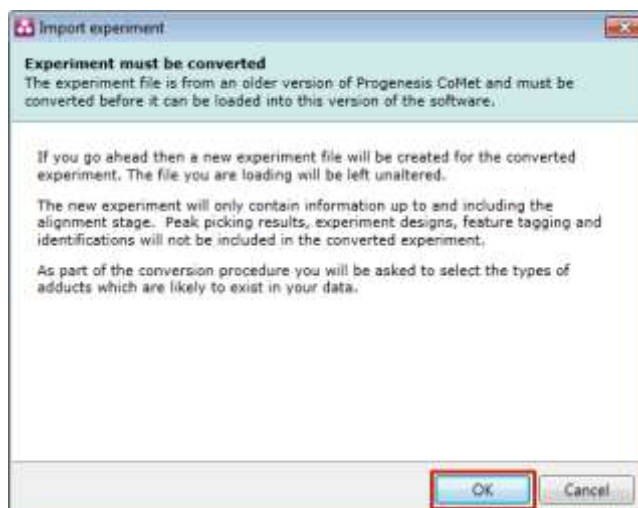 Import experiment
Experiment must be converted
The experiment file is from an older version of Progenesis CoMet and must be
converted before it can be loaded into this version of the software.
If you go ahead then a new experiment file will be created for the converted
experiment. The file you are loading will be left unaltered.
The new experiment will only contain information up to and including the
alignment stage. Peak picking results, experiment designs, feature tagging and
identifications will not be included in the converted experiment.
As part of the conversion procedure you will be asked to select the types of
adducts which are likely to exist in your data.
OK Cancel